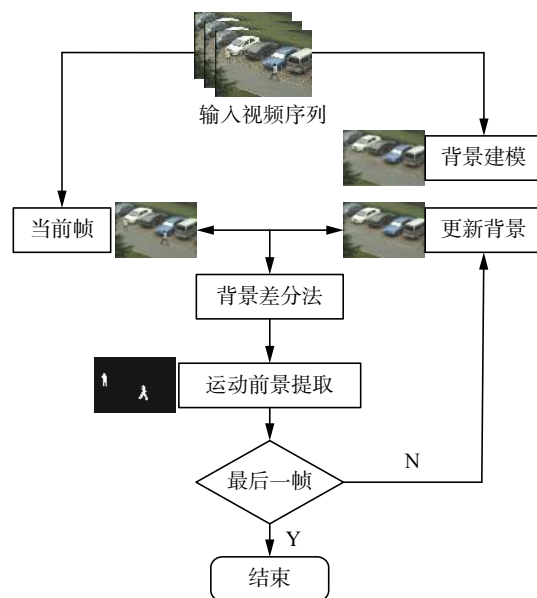 输入视频序列
背景建模
当前帧
更新背景
背景差分法
运动前景提取
最后一帧
N
Y
结束